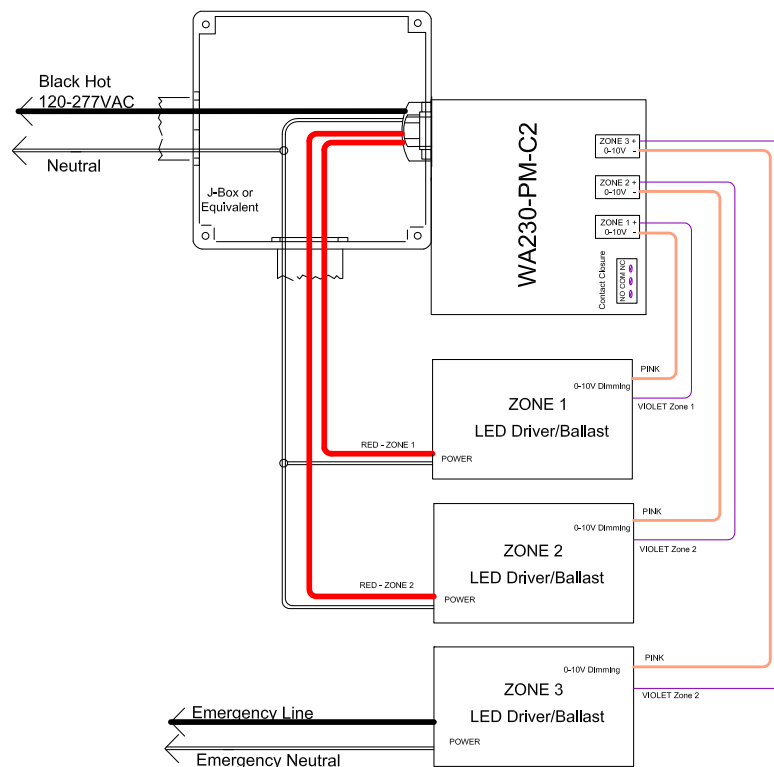 Black Hot
120-277VAC
Neutral
J-Box or
Equivalent
WA230-PM-C2
ZONE 3 +
0-10V -
ZONE 2 +
0-10V -
ZONE 1 +
0-10V -
Contact Closure
NO COM NC
PINK
0-10V Dimming
ZONE 1
VIOLET Zone 1
LED Driver/Ballast
RED - ZONE 1
POWER
PINK
0-10V Dimming
ZONE 2
VIOLET Zone 2
LED Driver/Ballast
RED - ZONE 2
POWER
PINK
0-10V Dimming
ZONE 3
VIOLET Zone 2
LED Driver/Ballast
Emergency Line
POWER
Emergency Neutral